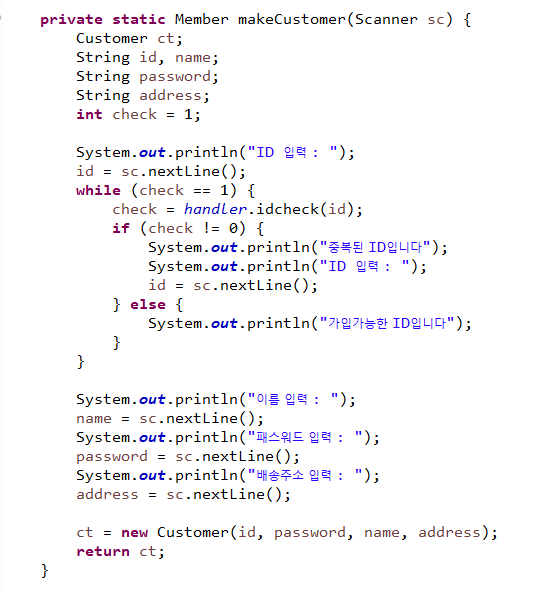 private static Member makeCustomer(Scanner sc) {
    Customer ct;
    String id, name;
    String password;
    String address;
    int check = 1;

    System.out.println("ID 입력 : ");
    id = sc.nextLine();
    while (check == 1) {
        check = handler.idcheck(id);
        if (check != 0) {
            System.out.println("중복된 ID입니다");
            System.out.println("ID 입력 : ");
            id = sc.nextLine();
        } else {
            System.out.println("가입가능한 ID입니다");
        }
    }

    System.out.println("이름 입력 : ");
    name = sc.nextLine();
    System.out.println("패스워드 입력 : ");
    password = sc.nextLine();
    System.out.println("배송주소 입력 : ");
    address = sc.nextLine();

    ct = new Customer(id, password, name, address);
    return ct;
}